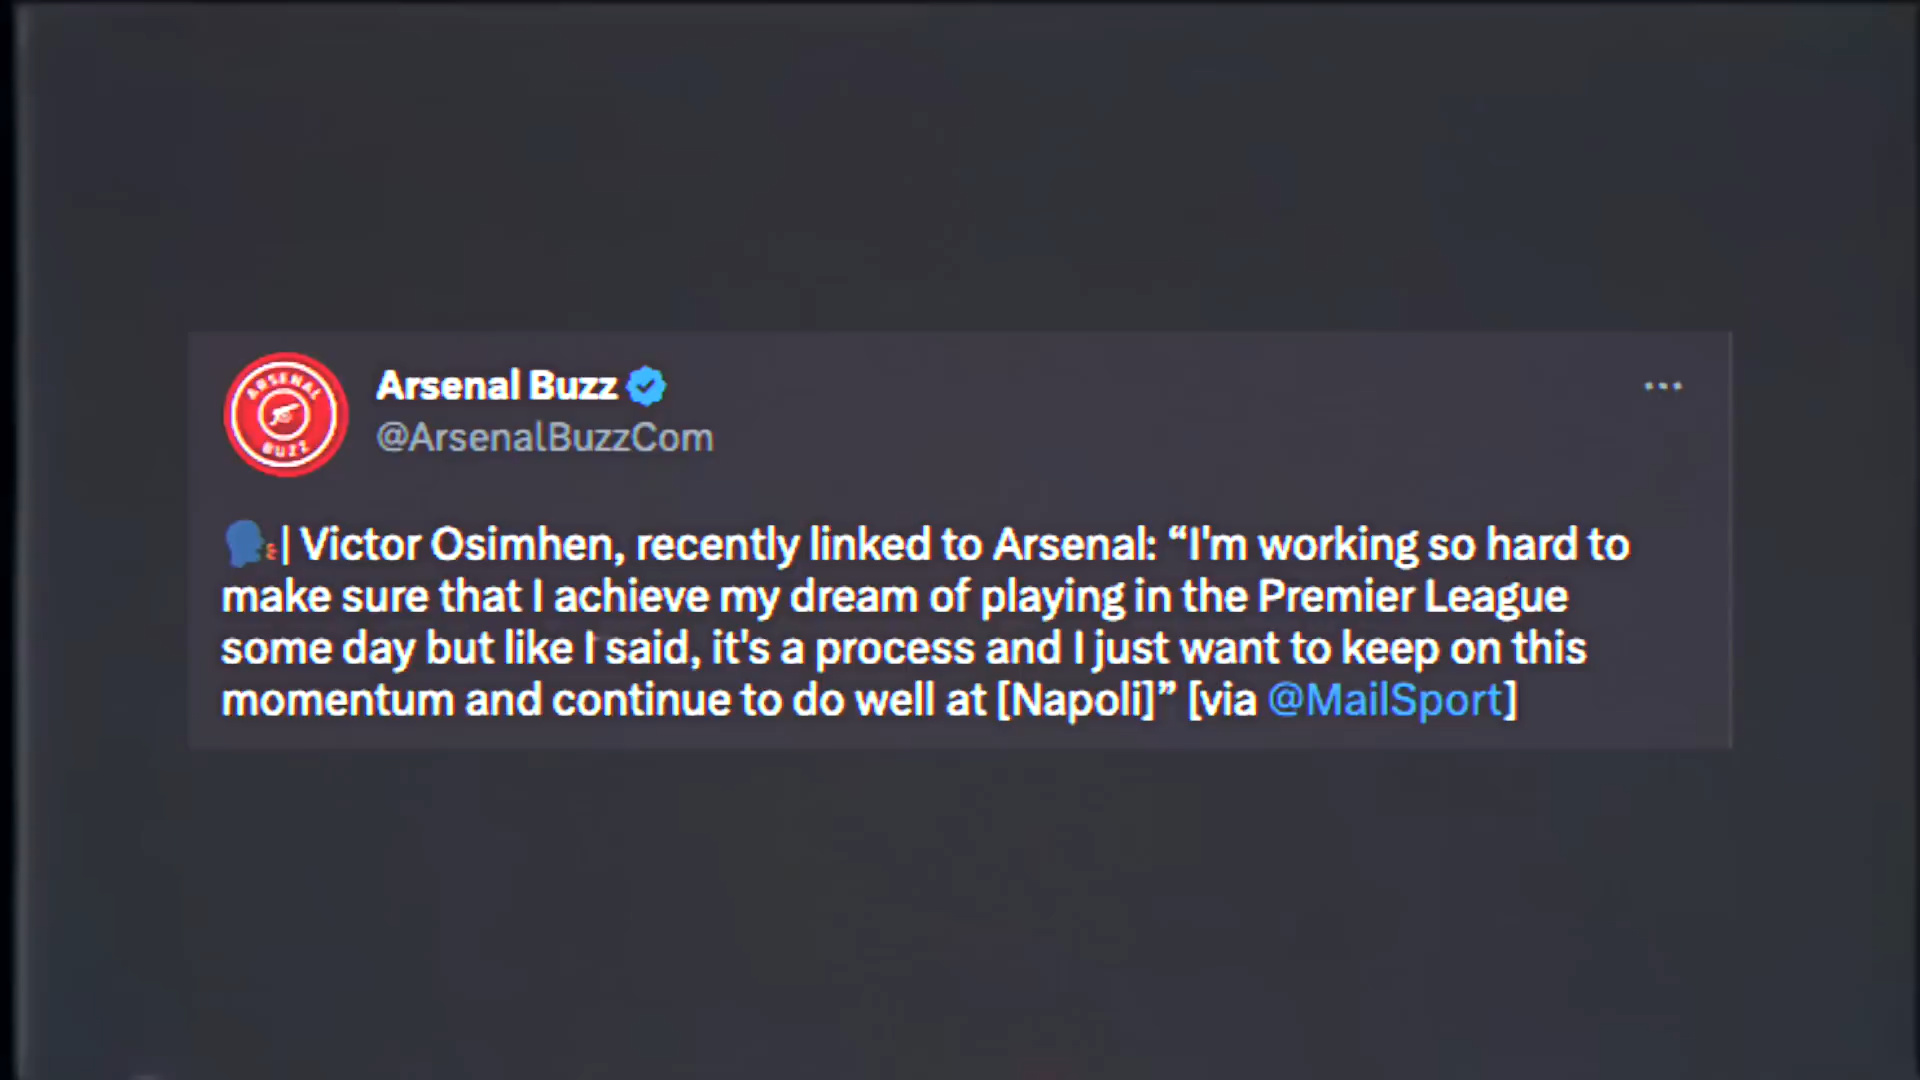 ARSENAL
BUZZ
Arsenal Buzz
@ArsenalBuzzCom
🗣️| Victor Osimhen, recently linked to Arsenal: “I'm working so hard to
make sure that I achieve my dream of playing in the Premier League
some day but like I said, it's a process and I just want to keep on this
momentum and continue to do well at [Napoli]” [via @MailSport]